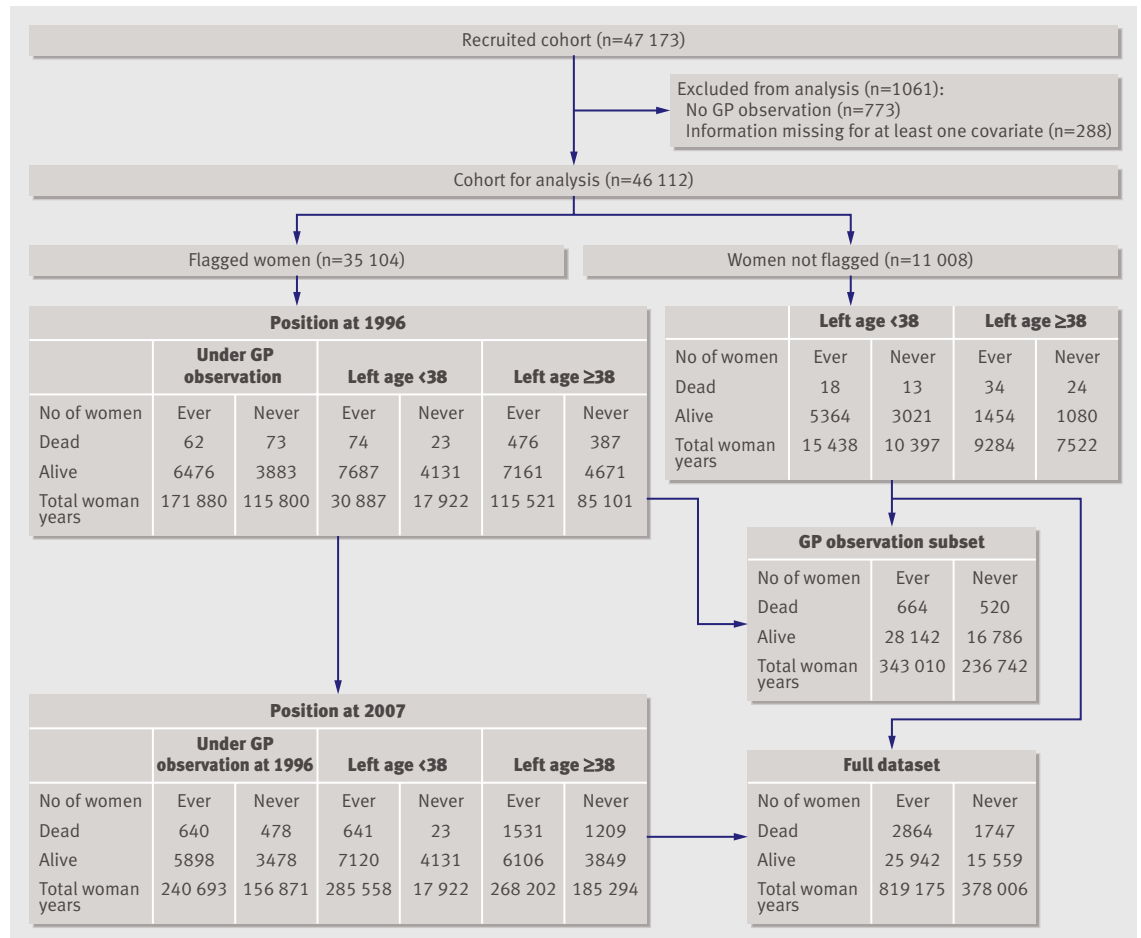 Recruited cohort (n=47 173)
Excluded from analysis (n=1061):
No GP observation (n=773)
Information missing for at least one covariate (n=288)
Cohort for analysis (n=46 112)
Flagged women (n=35 104)
Women not flagged (n=11 008)
Position at 1996
Under GP
observation Left age <38 Left age ≥38
No of women Ever Never Ever Never Ever Never
Dead 62 73 74 23 476 387
Alive 6476 3883 7687 4131 7161 4671
Total woman 171 880 115 800 30 887 17 922 115 521 85 101
years
Left age <38 Left age ≥38
No of women Ever Never Ever Never
Dead 18 13 34 24
Alive 5364 3021 1454 1080
Total woman 15 438 10 397 9284 7522
years
GP observation subset
No of women Ever Never
Dead 664 520
Alive 28 142 16 786
Total woman 343 010 236 742
years
Position at 2007
Under GP
observation at 1996 Left age <38 Left age ≥38
No of women Ever Never Ever Never Ever Never
Dead 640 478 641 23 1531 1209
Alive 5898 3478 7120 4131 6106 3849
Total woman 240 693 156 871 285 558 17 922 268 202 185 294
years
Full dataset
No of women Ever Never
Dead 2864 1747
Alive 25 942 15 559
Total woman 819 175 378 006
years